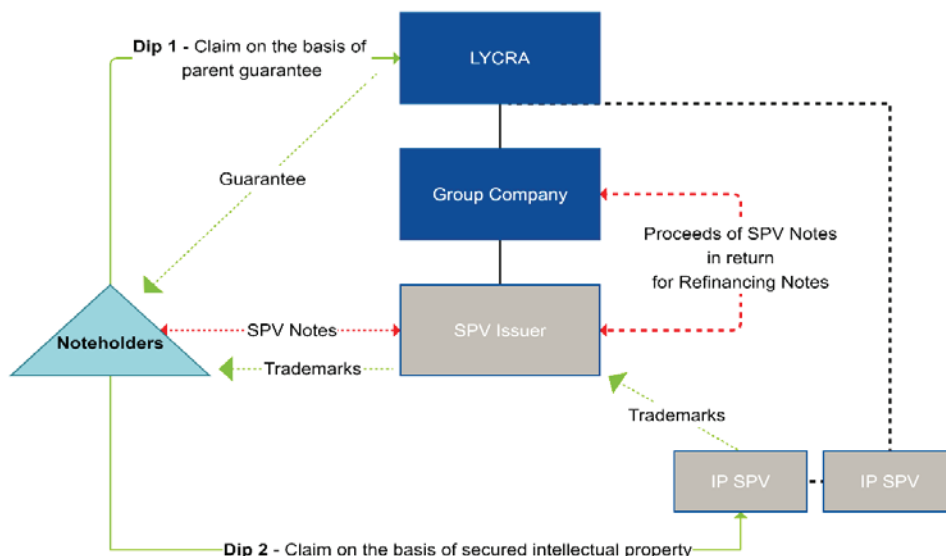 Dip 1 - Claim on the basis of
parent guarantee
LYCRA
Guarantee
Group Company
Proceeds of SPV Notes
in return
for Refinancing Notes
Noteholders
SPV Notes
SPV Issuer
Trademarks
Trademarks
IP SPV
IP SPV
Dip 2 - Claim on the basis of secured intellectual property